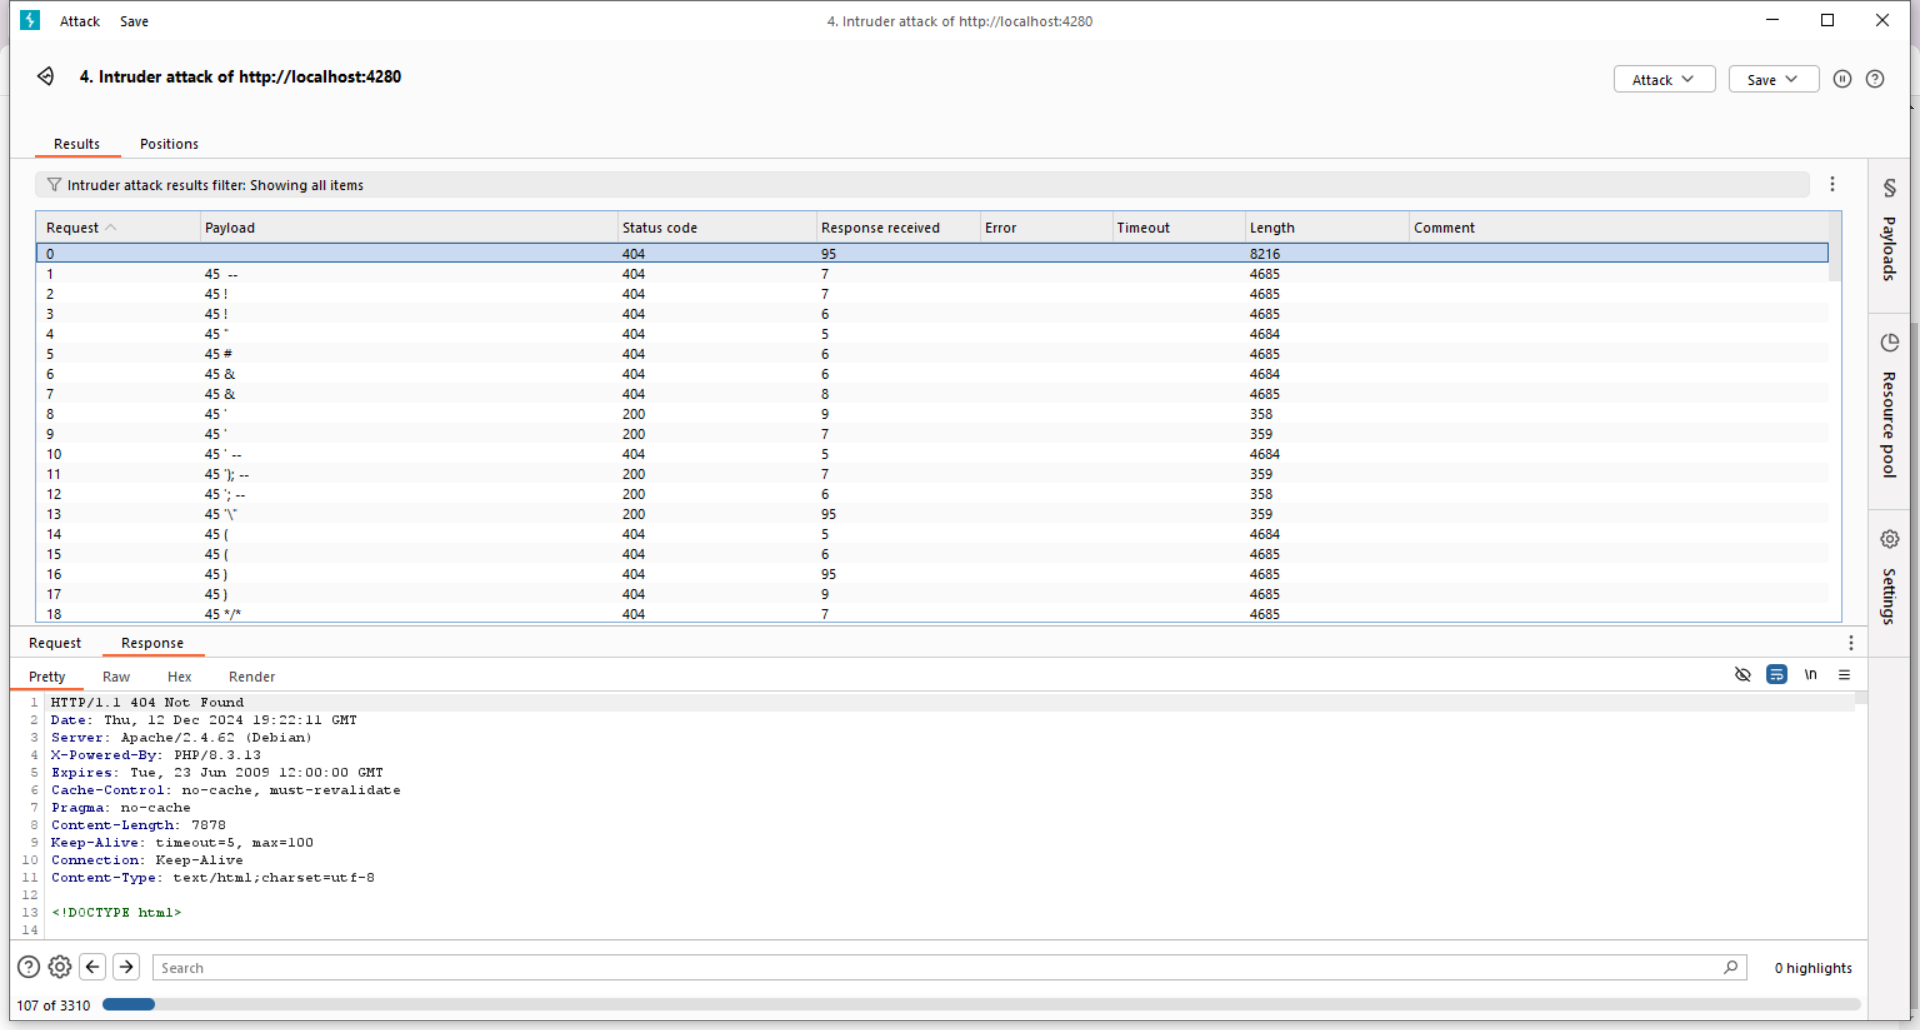 Attack Save 4. Intruder attack of http://localhost:4280
4. Intruder attack of http://localhost:4280 Attack Save
Results Positions
Intruder attack results filter: Showing all items
Request Payload Status code Response received Error Timeout Length Comment
0 404 95 8216
1 45 -- 404 7 4685
2 45 ! 404 7 4685
3 45 ! 404 6 4685
4 45 " 404 5 4684
5 45 # 404 6 4685
6 45 & 404 6 4684
7 45 & 404 8 4685
8 45 ' 200 9 358
9 45 ' 200 7 359
10 45 ' -- 404 5 4684
11 45 '); -- 200 7 359
12 45 '; -- 200 6 358
13 45 '\" 200 95 359
14 45 ( 404 5 4684
15 45 ( 404 6 4685
16 45 ) 404 95 4685
17 45 ) 404 9 4685
18 45 */* 404 7 4685
Payloads
Resource pool
Settings
Request Response
Pretty Raw Hex Render \n
1 HTTP/1.1 404 Not Found
2 Date: Thu, 12 Dec 2024 19:22:11 GMT
3 Server: Apache/2.4.62 (Debian)
4 X-Powered-By: PHP/8.3.13
5 Expires: Tue, 23 Jun 2009 12:00:00 GMT
6 Cache-Control: no-cache, must-revalidate
7 Pragma: no-cache
8 Content-Length: 7878
9 Keep-Alive: timeout=5, max=100
10 Connection: Keep-Alive
11 Content-Type: text/html;charset=utf-8
12
13 <!DOCTYPE html>
14
Search 0 highlights
107 of 3310